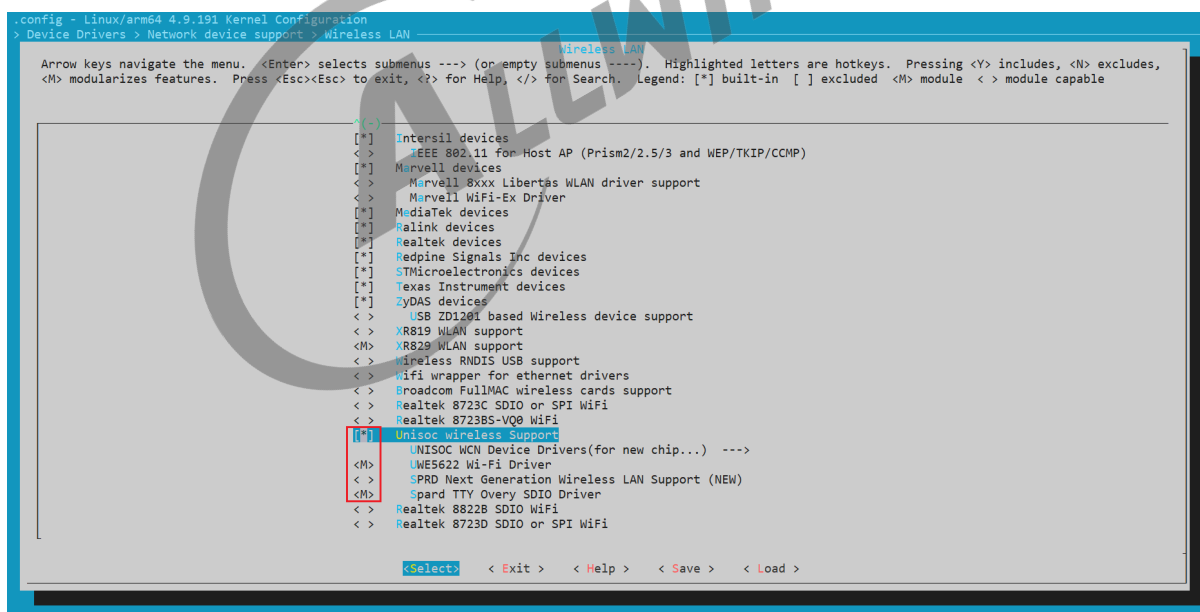 .config - Linux/arm64 4.9.191 Kernel Configuration
> Device Drivers > Network device support > Wireless LAN
Wireless LAN
Arrow keys navigate the menu. <Enter> selects submenus ---> (or empty submenus ----). Highlighted letters are hotkeys. Pressing <Y> includes, <N> excludes,
<M> modularizes features. Press <Esc><Esc> to exit, <?> for Help, </> for Search. Legend: [*] built-in [ ] excluded <M> module < > module capable
^(-)
[*] Intersil devices
< > IEEE 802.11 for Host AP (Prism2/2.5/3 and WEP/TKIP/CCMP)
[*] Marvell devices
< > Marvell 8xxx Libertas WLAN driver support
< > Marvell WiFi-Ex Driver
[*] MediaTek devices
[*] Ralink devices
[*] Realtek devices
[*] Redpine Signals Inc devices
[*] STMicroelectronics devices
[*] Texas Instrument devices
[*] ZyDAS devices
< > USB ZD1201 based Wireless device support
< > XR819 WLAN support
<M> XR829 WLAN support
< > Wireless RNDIS USB support
< > Wifi wrapper for ethernet drivers
< > Broadcom FullMAC wireless cards support
< > Realtek 8723C SDIO or SPI WiFi
< > Realtek 8723BS-VQ0 WiFi
[*] Unisoc wireless Support
UNISOC WCN Device Drivers(for new chip...) --->
<M> UWE5622 Wi-Fi Driver
< > SPRD Next Generation Wireless LAN Support (NEW)
<M> Spard TTY Overy SDIO Driver
< > Realtek 8822B SDIO WiFi
< > Realtek 8723D SDIO or SPI WiFi
<Select> < Exit > < Help > < Save > < Load >